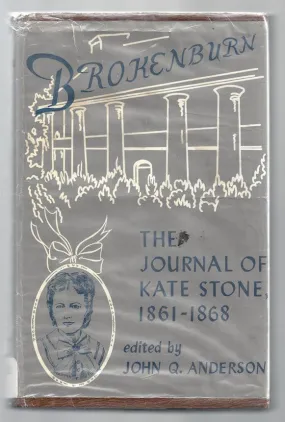 BROKENBURN
THE
JOURNAL OF
KATE STONE,
1861-1868
edited by
JOHN Q. ANDERSON